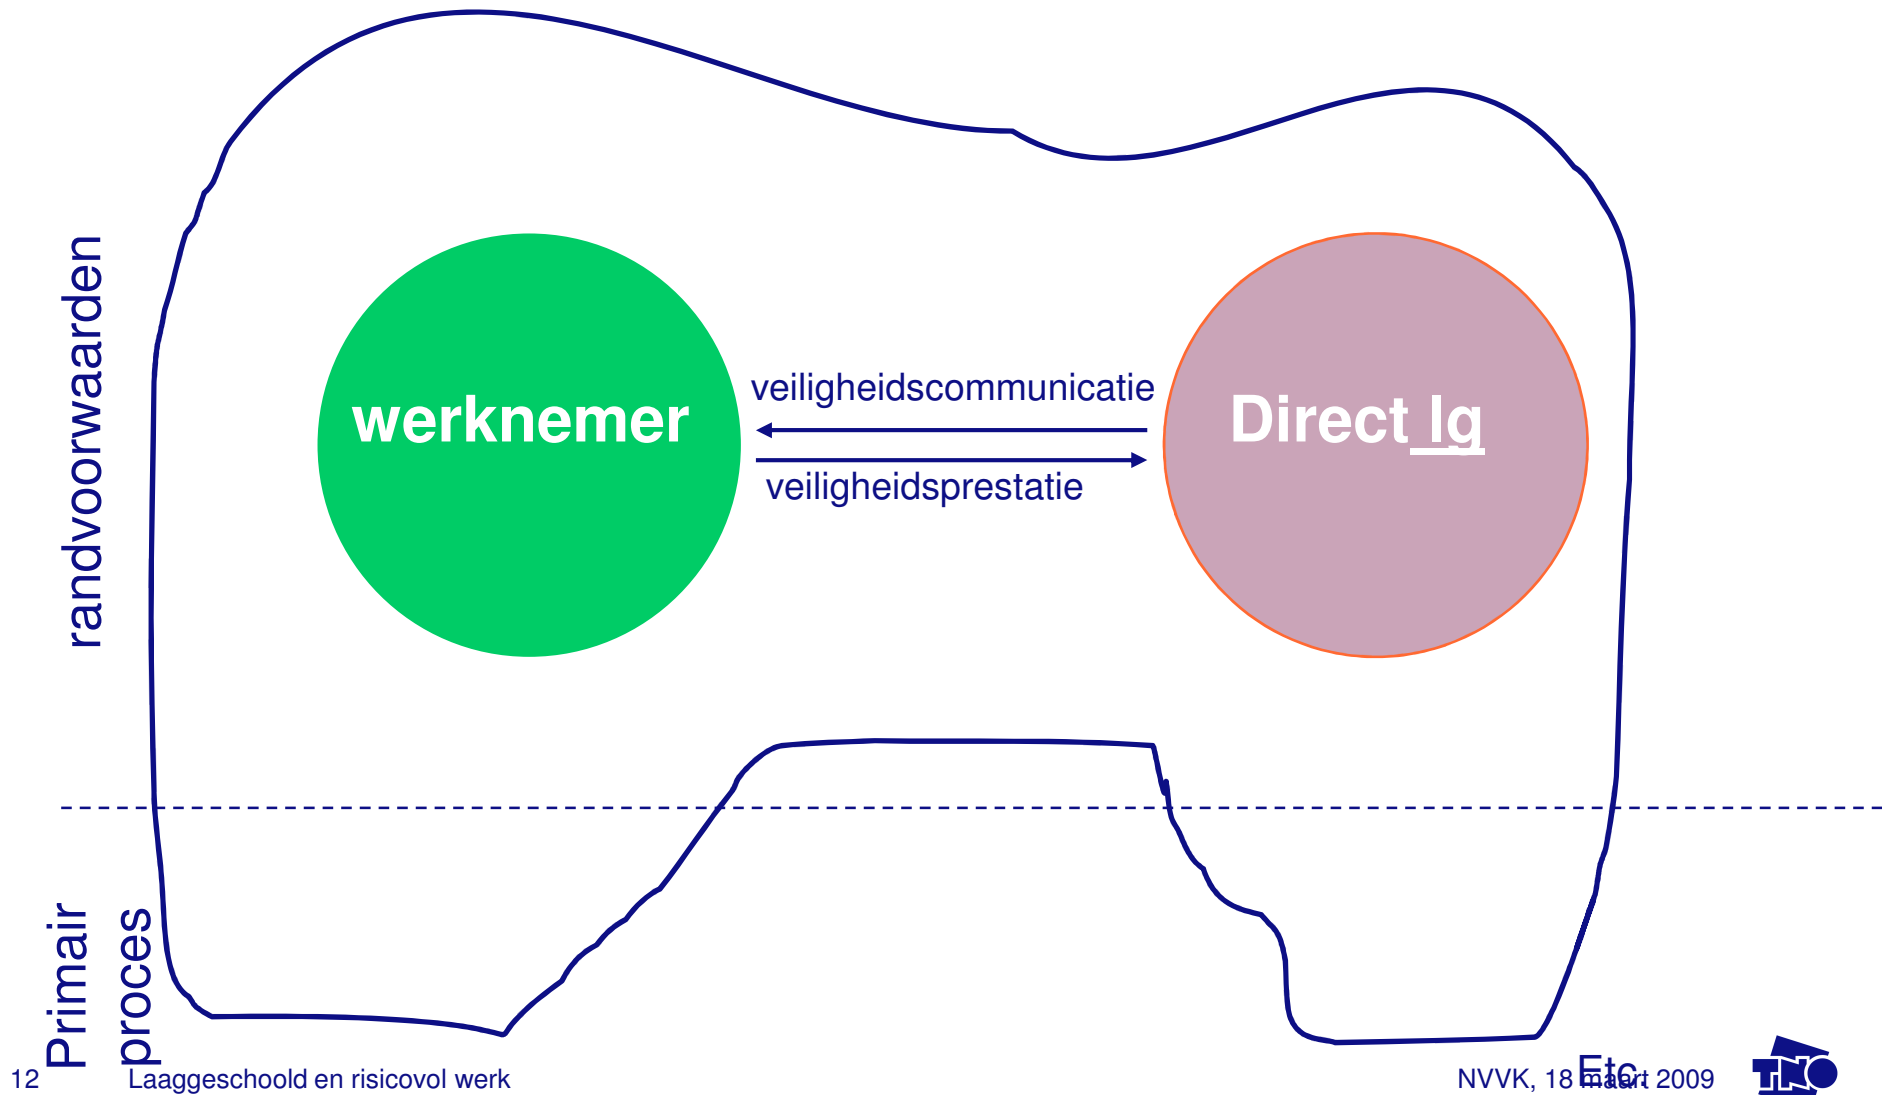 randvoorwaarden
werknemer
veiligheidscommunicatie
veiligheidsprestatie
Direct lg
Primair
proces
Etc.
12
Laaggeschoold en risicovol werk
NVVK, 18 maart 2009
TNO